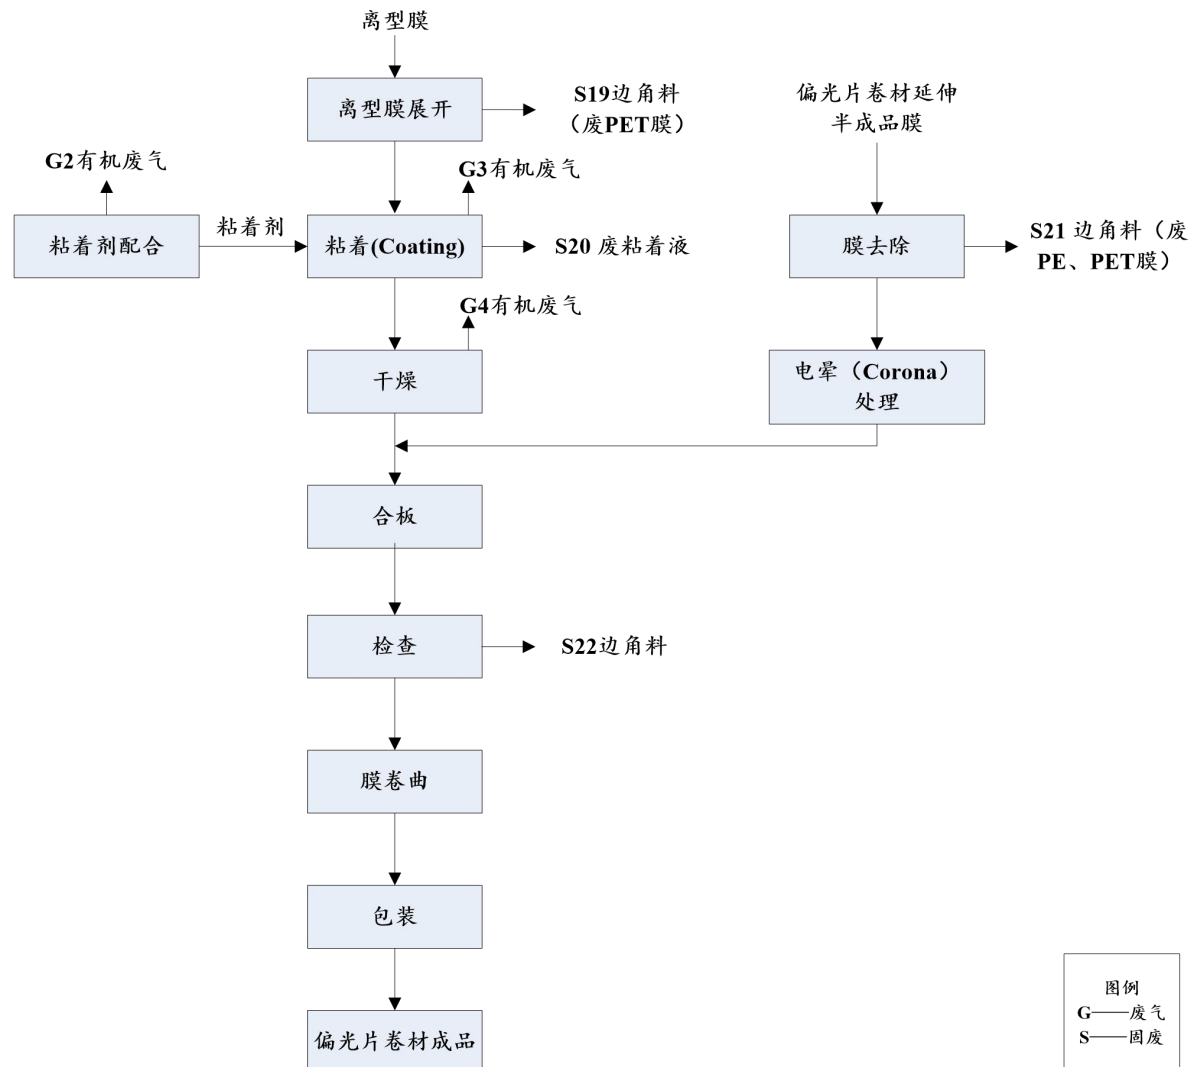 离型膜
离型膜展开
S19边角料
（废PET膜）
偏光片卷材延伸
半成品膜
G2有机废气
G3有机废气
粘着剂配合
粘着剂
粘着(Coating)
S20 废粘着液
膜去除
S21 边角料（废
PE、PET膜）
G4有机废气
干燥
电晕（Corona）
处理
合板
检查
S22边角料
膜卷曲
包装
偏光片卷材成品
图例
G——废气
S——固废